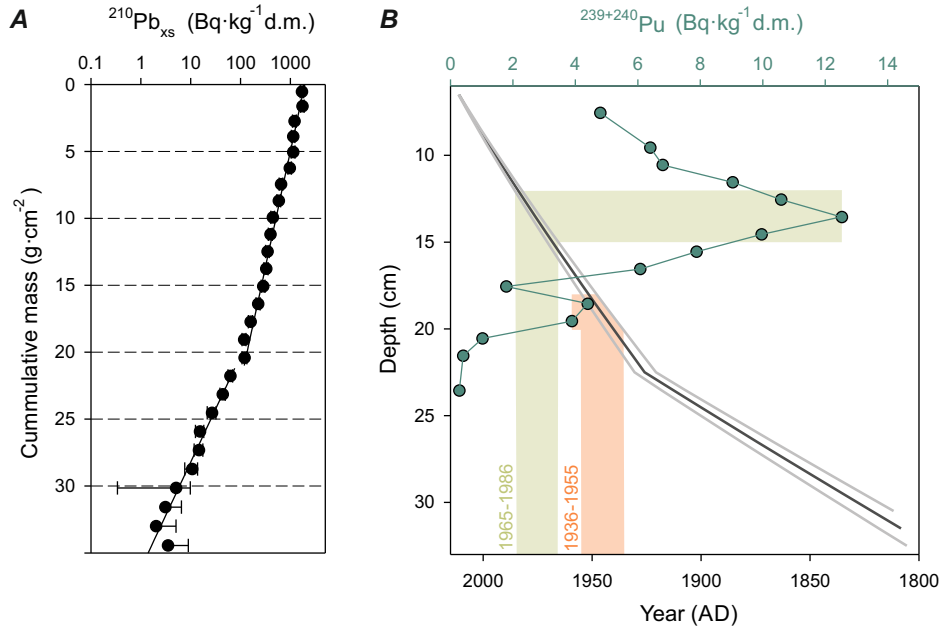 A
²¹⁰Pbxs (Bq·kg⁻¹d.m.)
0.1 1 10 100 1000
0
5
10
15
20
25
30
Cummulative mass (g·cm⁻²)
B
²³⁹⁺²⁴⁰Pu (Bq·kg⁻¹d.m.)
0 2 4 6 8 10 12 14
10
15
20
25
30
Depth (cm)
1965-1986
1936-1955
2000 1950 1900 1850 1800
Year (AD)